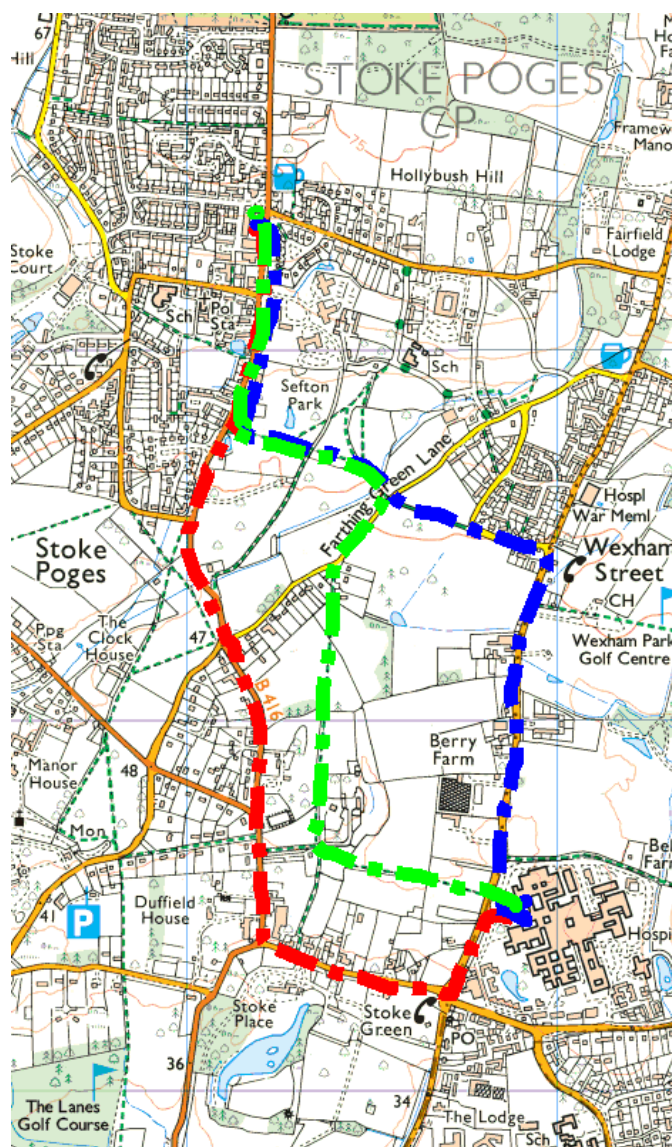 67
Hill
STOKE POGES
CP
75
Hollybush Hill
Manor
Fairfield
Lodge
Stoke
Court
Sch
Pol
Sta
Sch
Sefton
Park
Farthing Green Lane
Hospl
War Meml
Wexham
Street
CH
Stoke
Poges
The
Clock
House
Ppg
Sta
47
B 416
Wexham Park
Golf Centre
Berry
Farm
Manor
House
48
Mon
41
P
Duffield
House
Stoke
Place
Stoke
Green
PO
36
34
The Lanes
Golf Course
The Lodge
Sch